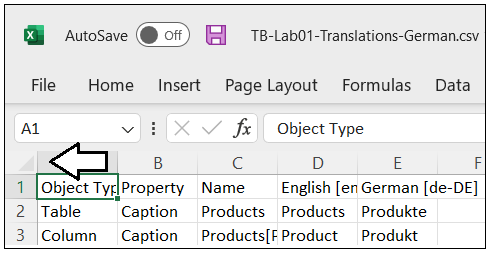 AutoSave Off TB-Lab01-Translations-German.csv
File Home Insert Page Layout Formulas Data
A1 fx Object Type
B C D E F
1 Object Typ Property Name English [en German [de-DE]
2 Table Caption Products Products Produkte
3 Column Caption Products[P Product Produkt